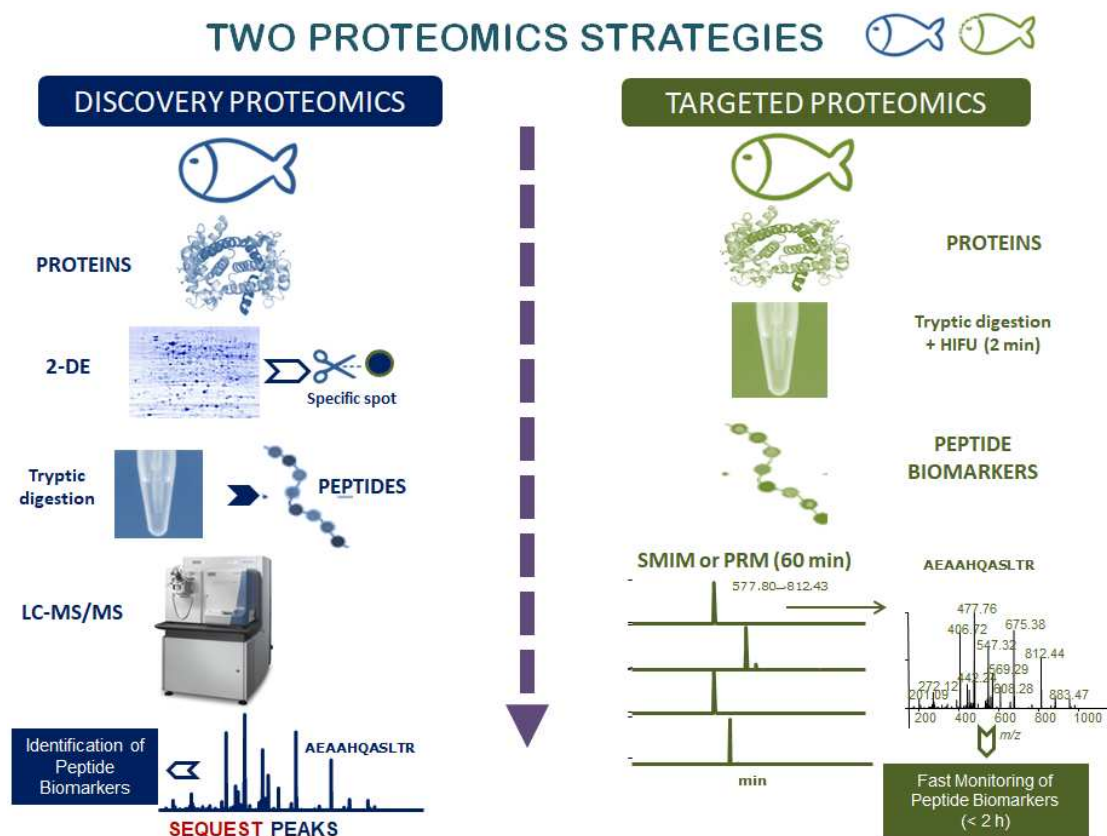 TWO PROTEOMICS STRATEGIES
DISCOVERY PROTEOMICS
PROTEINS
2-DE
Specific spot
Tryptic
digestion
PEPTIDES
LC-MS/MS
Identification of
Peptide
Biomarkers
AEAAHQASLTR
SEQUEST PEAKS
TARGETED PROTEOMICS
PROTEINS
Tryptic digestion
+ HIFU (2 min)
PEPTIDE
BIOMARKERS
SMIM or PRM (60 min)
577.80→812.43
min
AEAAHQASLTR
477.76
675.38
406.72
547.32
812.44
569.29
442.24
272.12
608.28
201.09
883.47
200 400 600 800 1000
m/z
Fast Monitoring of
Peptide Biomarkers
(< 2 h)